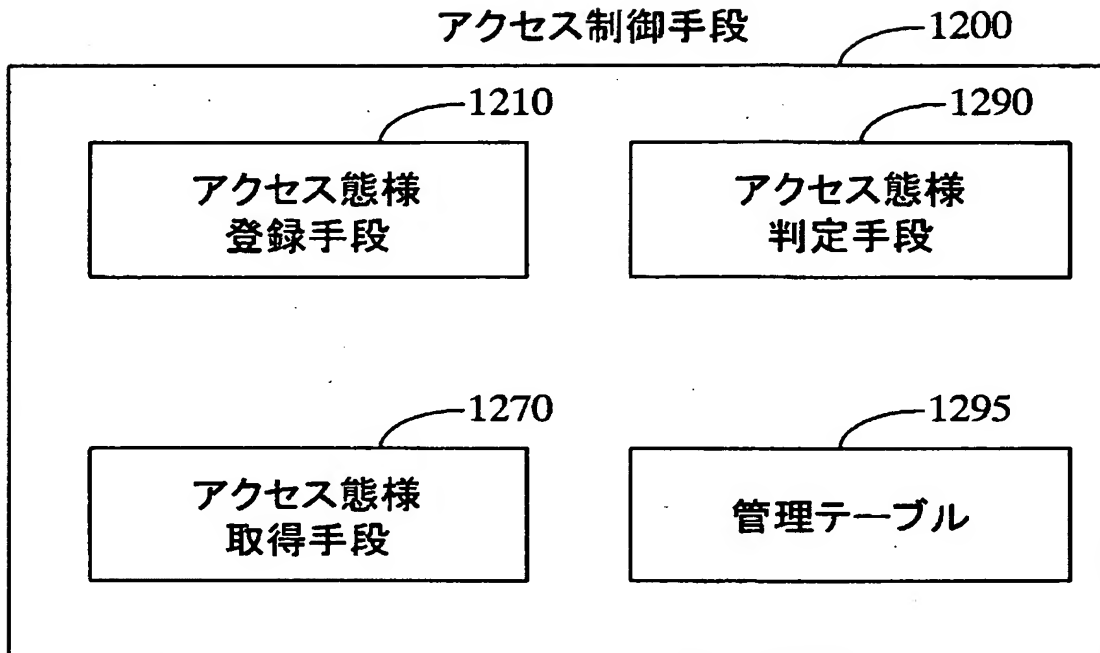 アクセス制御手段 1200
1210
アクセス態様
登録手段
1290
アクセス態様
判定手段
1270
アクセス態様
取得手段
1295
管理テーブル